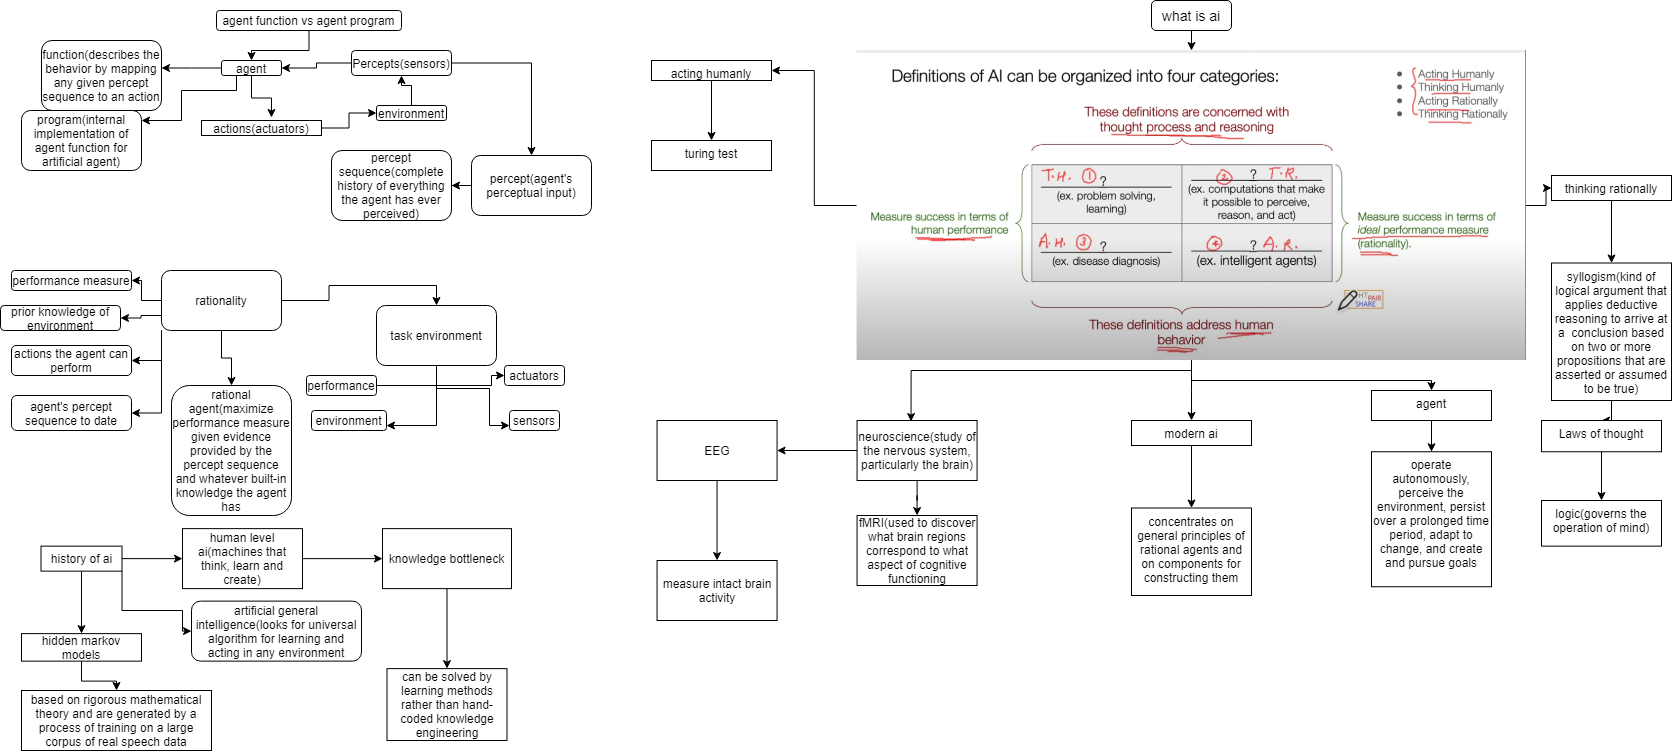 agent function vs agent program
function(describes the
behavior by mapping
any given percept
sequence to an action
agent
Percepts(sensors)
program(internal
implementation of
agent function for
artificial agent)
actions(actuators)
environment
percept
sequence(complete
history of everything
the agent has ever
perceived)
percept(agent's
perceptual input)
performance measure
prior knowledge of
environment
actions the agent can
perform
agent's percept
sequence to date
rationality
rational
agent(maximize
performance measure
given evidence
provided by the
percept sequence
and whatever built-in
knowledge the agent
has
task environment
performance
actuators
environment
sensors
history of ai
human level
ai(machines that
think, learn and
create)
knowledge bottleneck
artificial general
intelligence(looks for universal
algorithm for learning and
acting in any environment
hidden markov
models
based on rigorous mathematical
theory and are generated by a
process of training on a large
corpus of real speech data
can be solved by
learning methods
rather than hand-
coded knowledge
engineering
what is ai
acting humanly
turing test
Definitions of AI can be organized into four categories:
Acting Humanly
Thinking Humanly
Acting Rationally
Thinking Rationally
These definitions are concerned with
thought process and reasoning
T.H. 1 ?
(ex. problem solving,
learning)
2 ? T.R.
(ex. computations that make
it possible to perceive,
reason, and act)
Measure success in terms of
human performance
A.H. 3 ?
(ex. disease diagnosis)
4 ? A.R.
(ex. intelligent agents)
Measure success in terms of
ideal performance measure
(rationality).
PAIR
SHARE
These definitions address human
behavior
thinking rationally
syllogism(kind of
logical argument that
applies deductive
reasoning to arrive at
a conclusion based
on two or more
propositions that are
asserted or assumed
to be true)
Laws of thought
logic(governs the
operation of mind)
EEG
measure intact brain
activity
neuroscience(study of
the nervous system,
particularly the brain)
fMRI(used to discover
what brain regions
correspond to what
aspect of cognitive
functioning
modern ai
concentrates on
general principles of
rational agents and
on components for
constructing them
agent
operate
autonomously,
perceive the
environment, persist
over a prolonged time
period, adapt to
change, and create
and pursue goals